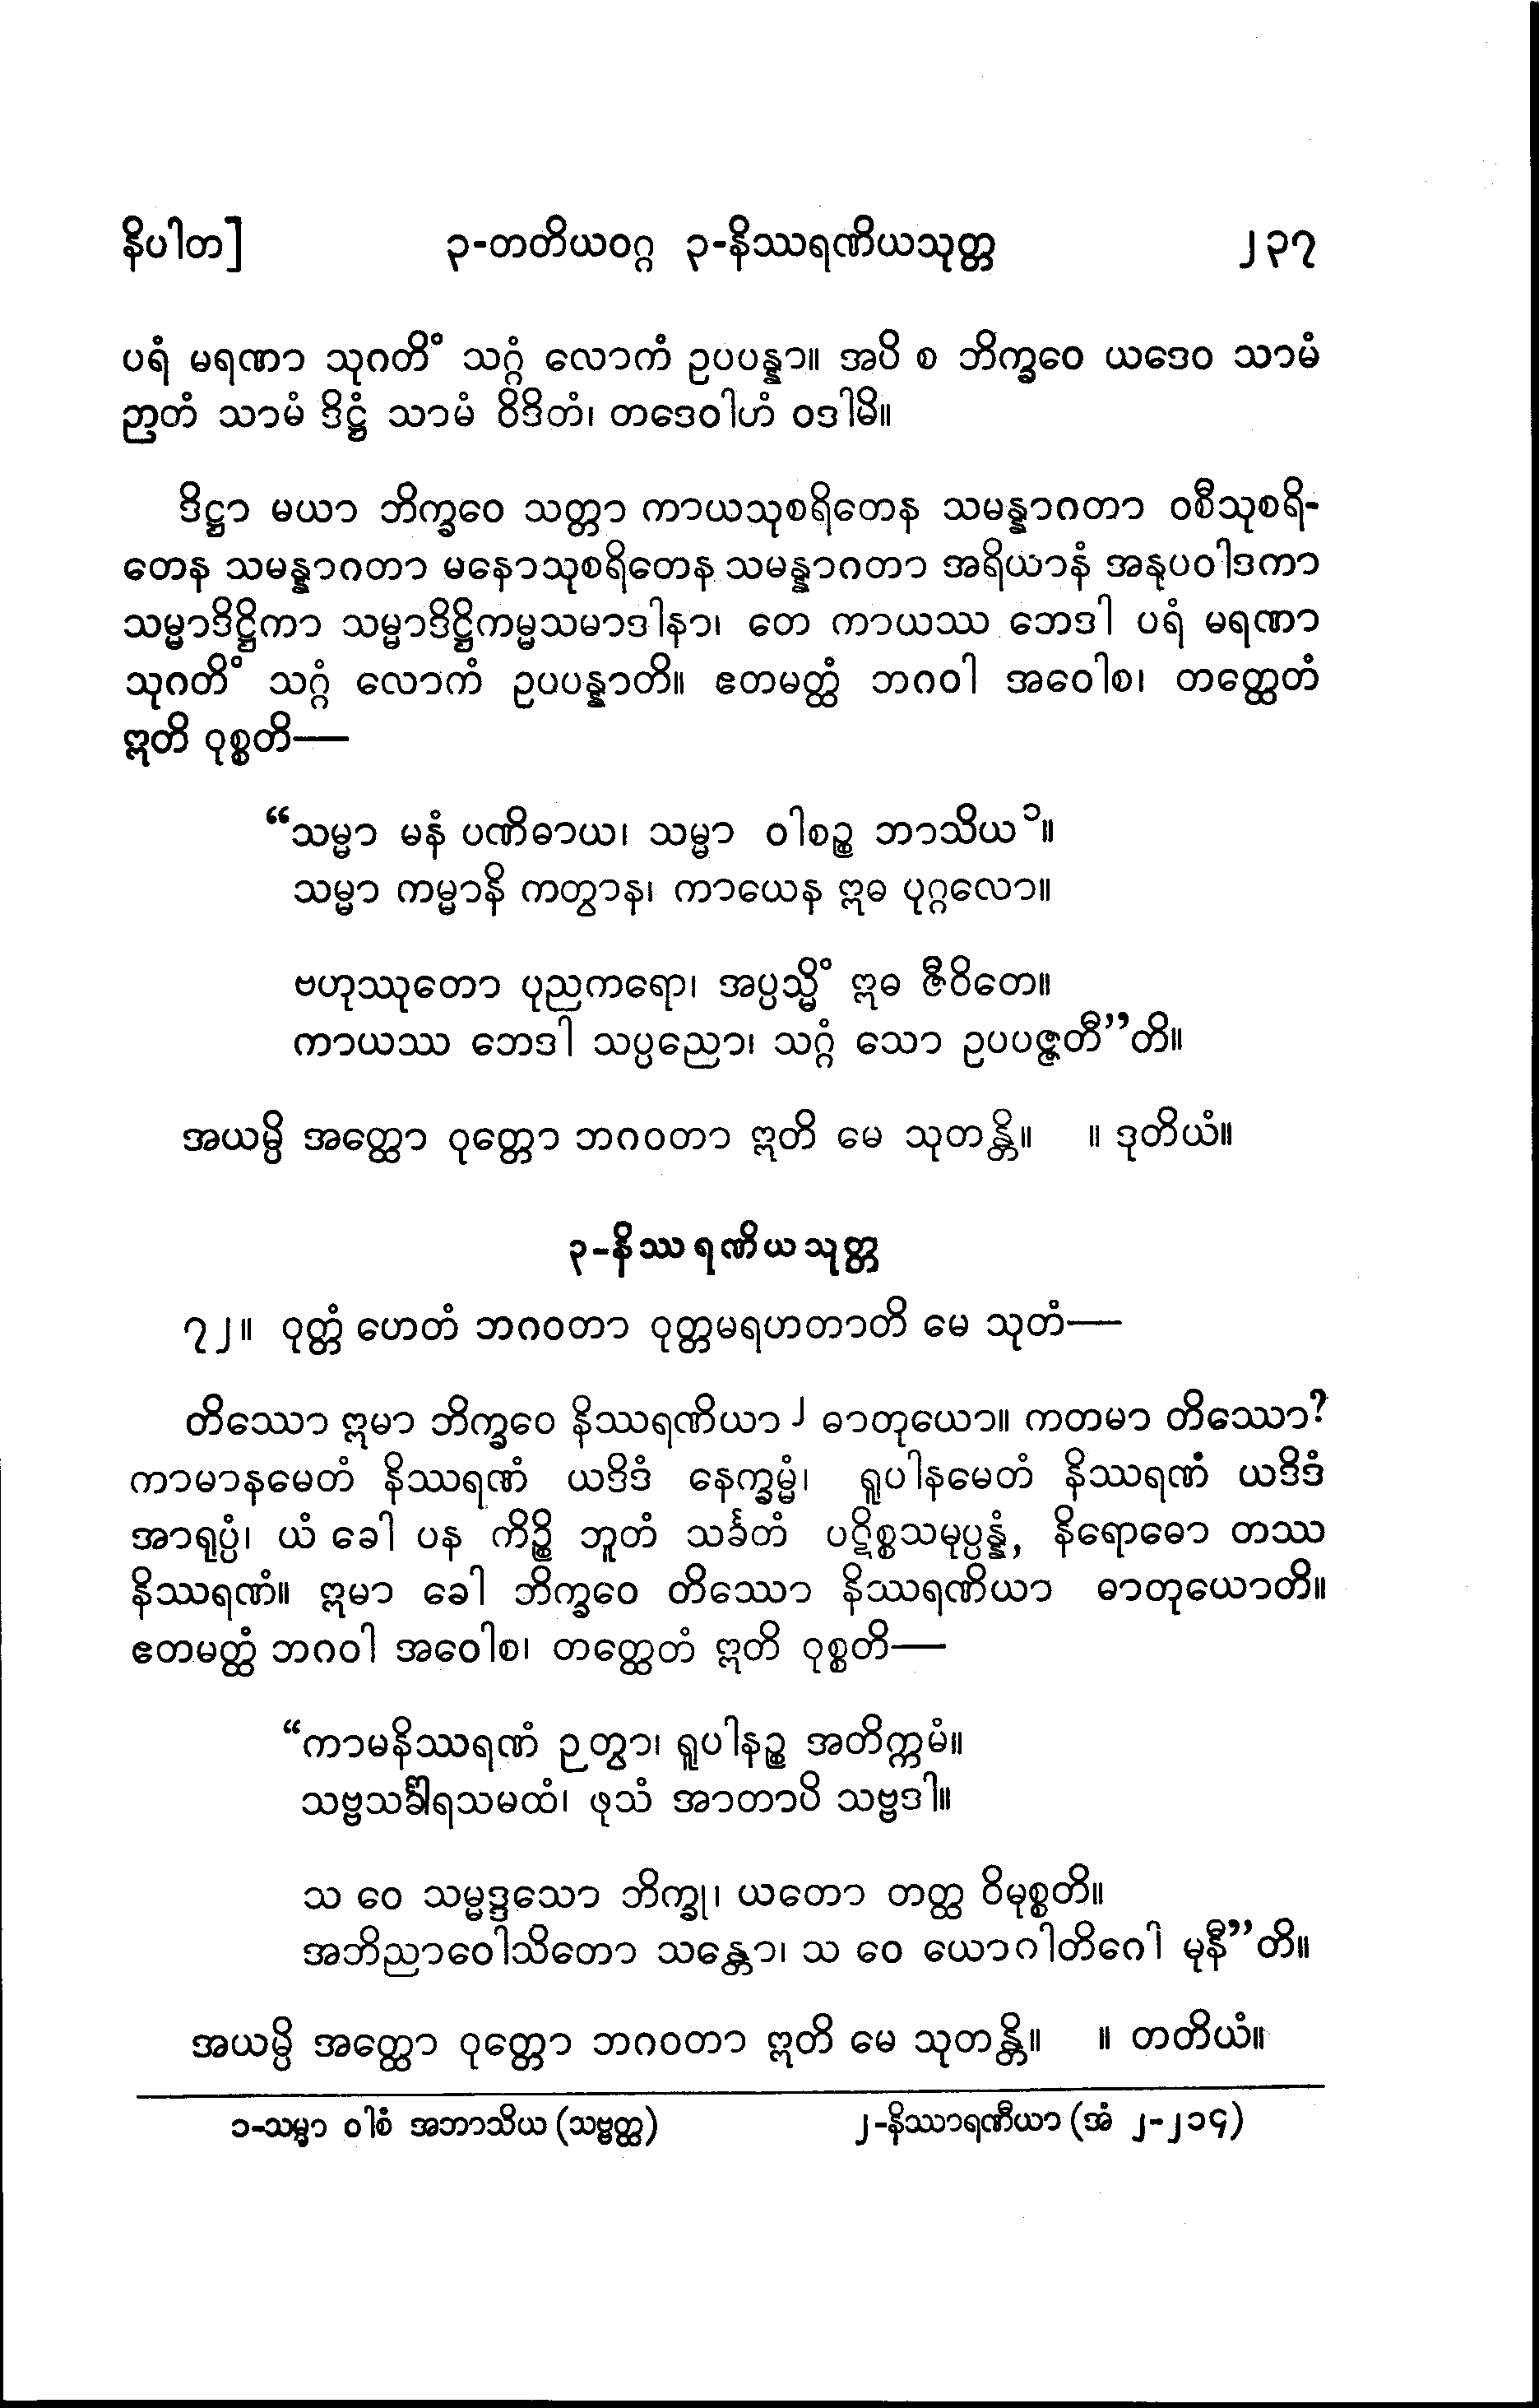 နိပါတ]	၃-တတိယဝဂ္ဂ ၃-နိဿရဏိယသုတ္တ	၂၃၇
ပရံ မရဏာ သုဂတိံ သဂ္ဂံ လောကံ ဥပပန္နာ။ အပိ စ ဘိက္ခဝေ ယဒေဝ သာမံ
ဉာတံ သာမံ ဒိဋ္ဌံ သာမံ ဝိဒိတံ၊ တဒေဝါဟံ ဝဒါမိ။
ဒိဋ္ဌာ မယာ ဘိက္ခဝေ သတ္တာ ကာယသုစရိတေန သမန္နာဂတာ ဝစီသုစရိ-
တေန သမန္နာဂတာ မနောသုစရိတေန သမန္နာဂတာ အရိယာနံ အနုပဝါဒကာ
သမ္မာဒိဋ္ဌိကာ သမ္မာဒိဋ္ဌိကမ္မသမာဒါနာ၊ တေ ကာယဿ ဘေဒါ ပရံ မရဏာ
သုဂတိံ သဂ္ဂံ လောကံ ဥပပန္နာတိ။ ဧတမတ္ထံ ဘဂဝါ အဝေါစ၊ တတ္ထေတံ
ဣတိ ဝုစ္စတိ—
“သမ္မာ မနံ ပဏိဓာယ၊ သမ္မာ ဝါစဉ္စ ဘာသိယ ၁။
သမ္မာ ကမ္မာနိ ကတွာန၊ ကာယေန ဣဓ ပုဂ္ဂလော။
ဗဟုဿုတော ပုညကရော၊ အပ္ပသ္မိံ ဣဓ ဇီဝိတေ။
ကာယဿ ဘေဒါ သပ္ပညော၊ သဂ္ဂံ သော ဥပပဇ္ဇတီ”တိ။
အယမ္ပိ အတ္ထော ဝုတ္တော ဘဂဝတာ ဣတိ မေ သုတန္တိ။ ။ ဒုတိယံ။
၃-နိဿရဏိယသုတ္တ
၇၂။ ဝုတ္တံ ဟေတံ ဘဂဝတာ ဝုတ္တမရဟတာတိ မေ သုတံ—
တိဿော ဣမာ ဘိက္ခဝေ နိဿရဏိယာ ၂ ဓာတုယော။ ကတမာ တိဿော?
ကာမာနမေတံ နိဿရဏံ ယဒိဒံ နေက္ခမ္မံ၊ ရူပါနမေတံ နိဿရဏံ ယဒိဒံ
အာရုပ္ပံ၊ ယံ ခေါ ပန ကိဉ္စိ ဘူတံ သင်္ခတံ ပဋိစ္စသမုပ္ပန္နံ, နိရောဓော တဿ
နိဿရဏံ။ ဣမာ ခေါ ဘိက္ခဝေ တိဿော နိဿရဏိယာ ဓာတုယောတိ။
ဧတမတ္ထံ ဘဂဝါ အဝေါစ၊ တတ္ထေတံ ဣတိ ဝုစ္စတိ—
“ကာမနိဿရဏံ ဉတွာ၊ ရူပါနဉ္စ အတိက္ကမံ။
သဗ္ဗသင်္ခါရသမထံ၊ ဖုသံ အာတာပိ သဗ္ဗဒါ။
သ ဝေ သမ္မဒ္ဒသော ဘိက္ခု၊ ယတော တတ္ထ ဝိမုစ္စတိ။
အဘိညာဝေါသိတော သန္တော၊ သ ဝေ ယောဂါတိဂေါ မုနီ”တိ။
အယမ္ပိ အတ္ထော ဝုတ္တော ဘဂဝတာ ဣတိ မေ သုတန္တိ။ ။ တတိယံ။
၁-သမ္မာ ဝါစံ အဘာသိယ (သဗ္ဗတ္ထ)	၂-နိဿာရဏီယာ (အံ ၂-၂၁၄)